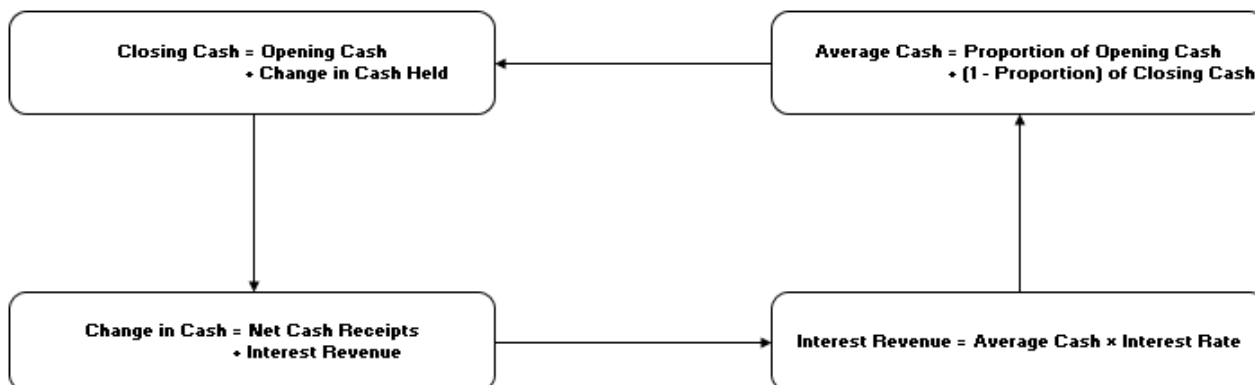 Closing Cash = Opening Cash
+ Change in Cash Held
Average Cash = Proportion of Opening Cash
+ (1 - Proportion) of Closing Cash
Change in Cash = Net Cash Receipts
+ Interest Revenue
Interest Revenue = Average Cash × Interest Rate